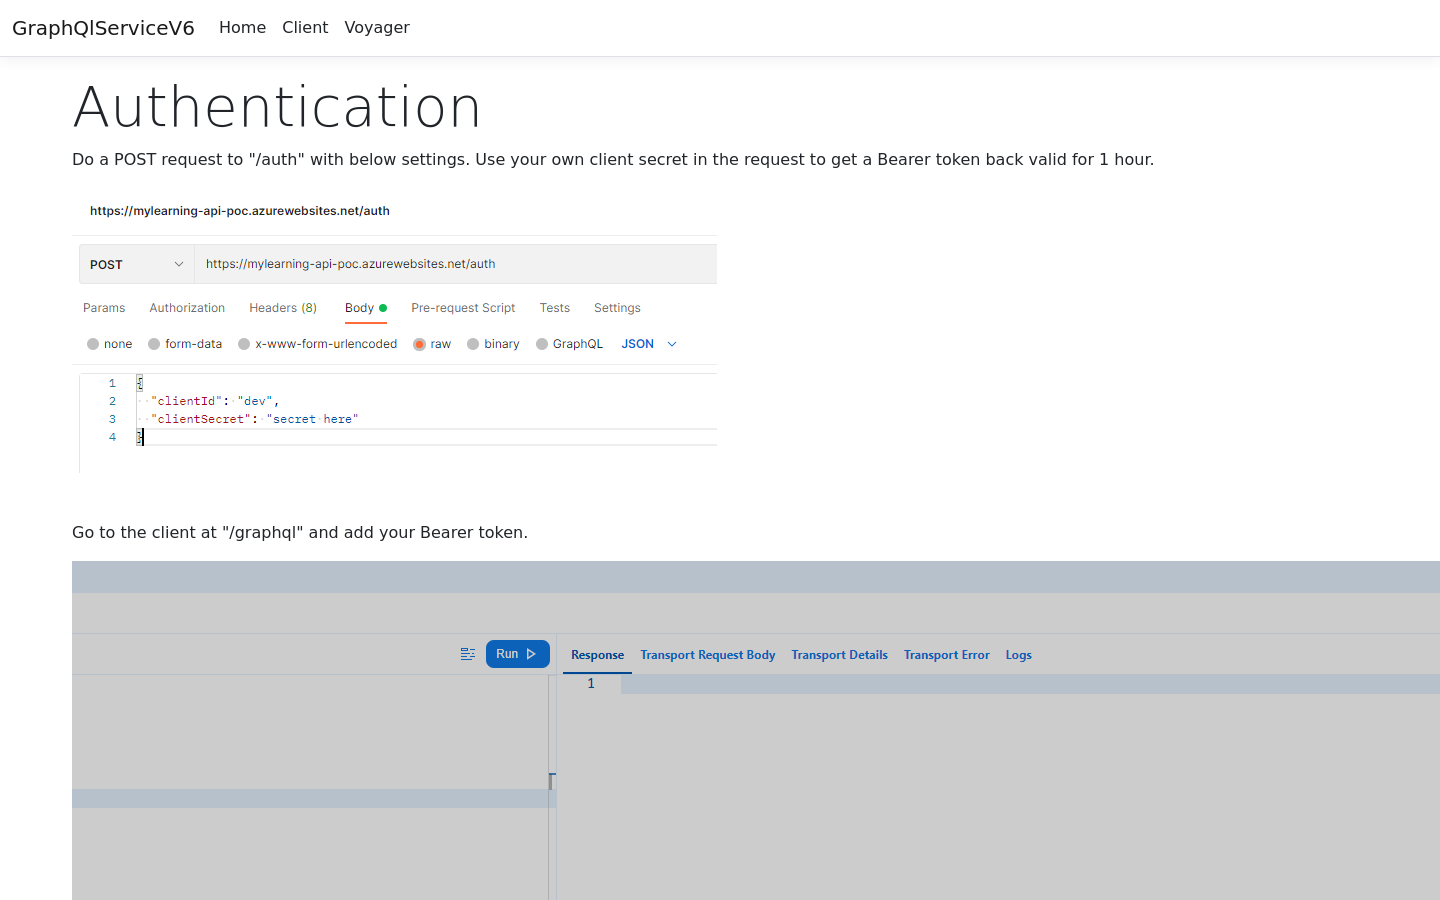 GraphQlServiceV6 Home Client Voyager
Authentication
Do a POST request to "/auth" with below settings. Use your own client secret in the request to get a Bearer token back valid for 1 hour.
https://mylearning-api-poc.azurewebsites.net/auth
POST https://mylearning-api-poc.azurewebsites.net/auth
Params Authorization Headers (8) Body Pre-request Script Tests Settings
none form-data x-www-form-urlencoded raw binary GraphQL JSON
1 {
2 "clientId": "dev",
3 "clientSecret": "secret here"
4 }
Go to the client at "/graphql" and add your Bearer token.
Run Response Transport Request Body Transport Details Transport Error Logs
1